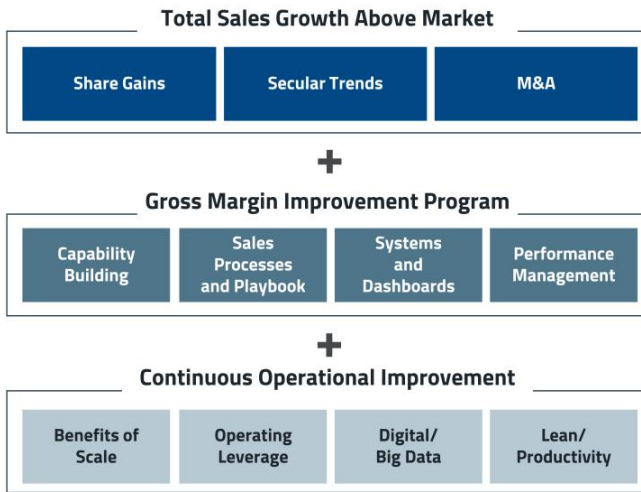 Total Sales Growth Above Market
Share Gains
Secular Trends
M&A
+
Gross Margin Improvement Program
Capability
Building
Sales
Processes
and Playbook
Systems
and
Dashboards
Performance
Management
+
Continuous Operational Improvement
Benefits of
Scale
Operating
Leverage
Digital/
Big Data
Lean/
Productivity